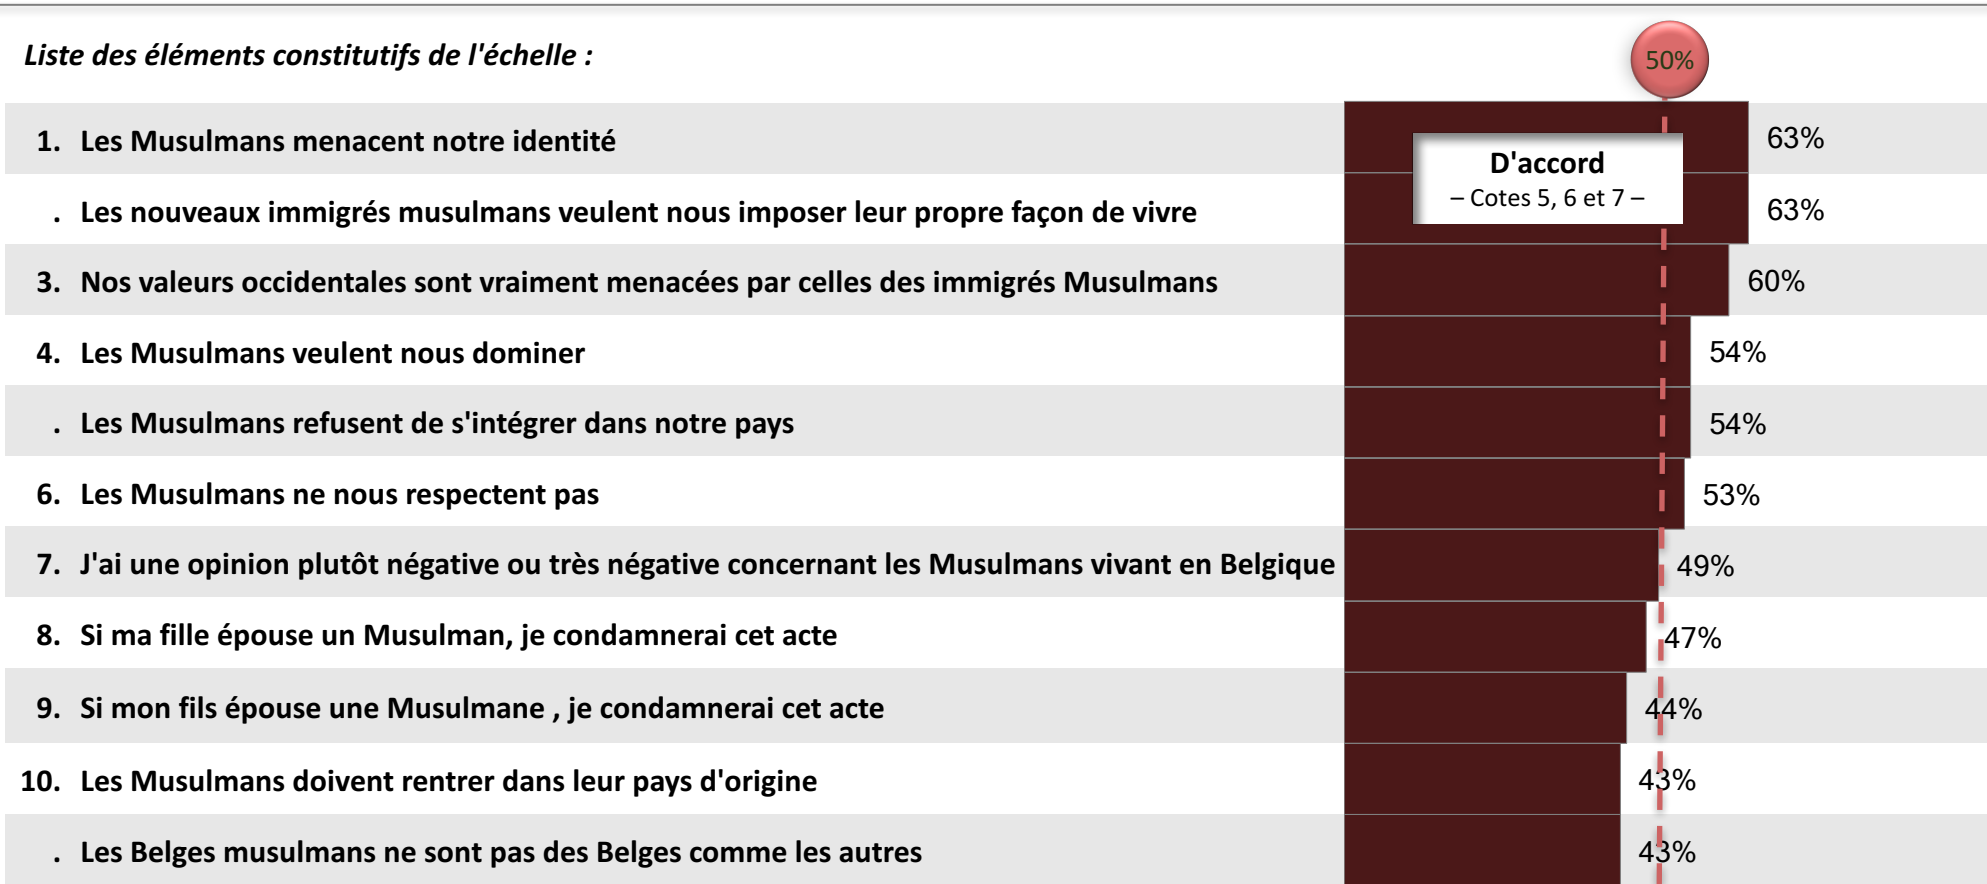 Liste des éléments constitutifs de l'échelle :
50%
1. Les Musulmans menacent notre identité 63%
D'accord
– Cotes 5, 6 et 7 –
. Les nouveaux immigrés musulmans veulent nous imposer leur propre façon de vivre 63%
3. Nos valeurs occidentales sont vraiment menacées par celles des immigrés Musulmans 60%
4. Les Musulmans veulent nous dominer 54%
. Les Musulmans refusent de s'intégrer dans notre pays 54%
6. Les Musulmans ne nous respectent pas 53%
7. J'ai une opinion plutôt négative ou très négative concernant les Musulmans vivant en Belgique 49%
8. Si ma fille épouse un Musulman, je condamnerai cet acte 47%
9. Si mon fils épouse une Musulmane , je condamnerai cet acte 44%
10. Les Musulmans doivent rentrer dans leur pays d'origine 43%
. Les Belges musulmans ne sont pas des Belges comme les autres 43%